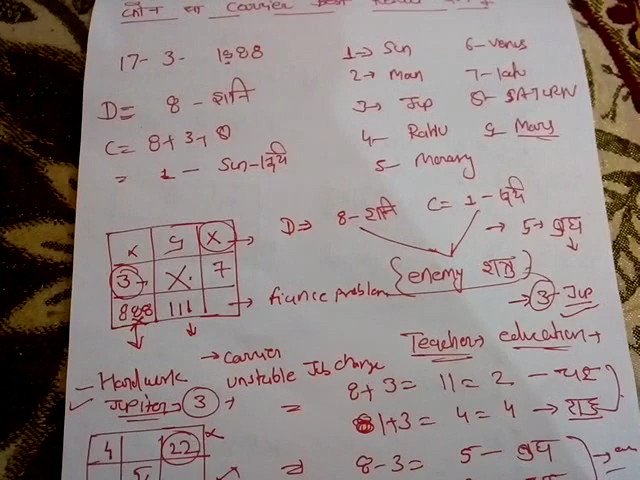 कौन सा Carrier Best
17- 3- 1988
D= 8 - शनि
C= 8+3+8
= 1 - Sun-सूर्य
1→ Sun 6- venus
2→ Moon 7- ketu
3→ Jup 8- SATURN
4- Rahu 9- Mars
5- Mercury
D⇒ 8-शनि C= 1-सूर्य
→ 5→ बुध
x 9 x
3 x 7
888 111
{enemy शत्रु}
→ finance problem
→ 3- Jup
Teacher→ education+
→ carrier
- Hardwork unstable Job change
✓ Jupiter→ 3 +
= 8+3= 11= 2 - चंद्र
1+3= 4= 4 → राहु
4 22 x
5
⇒ 8-3= 5- बुध